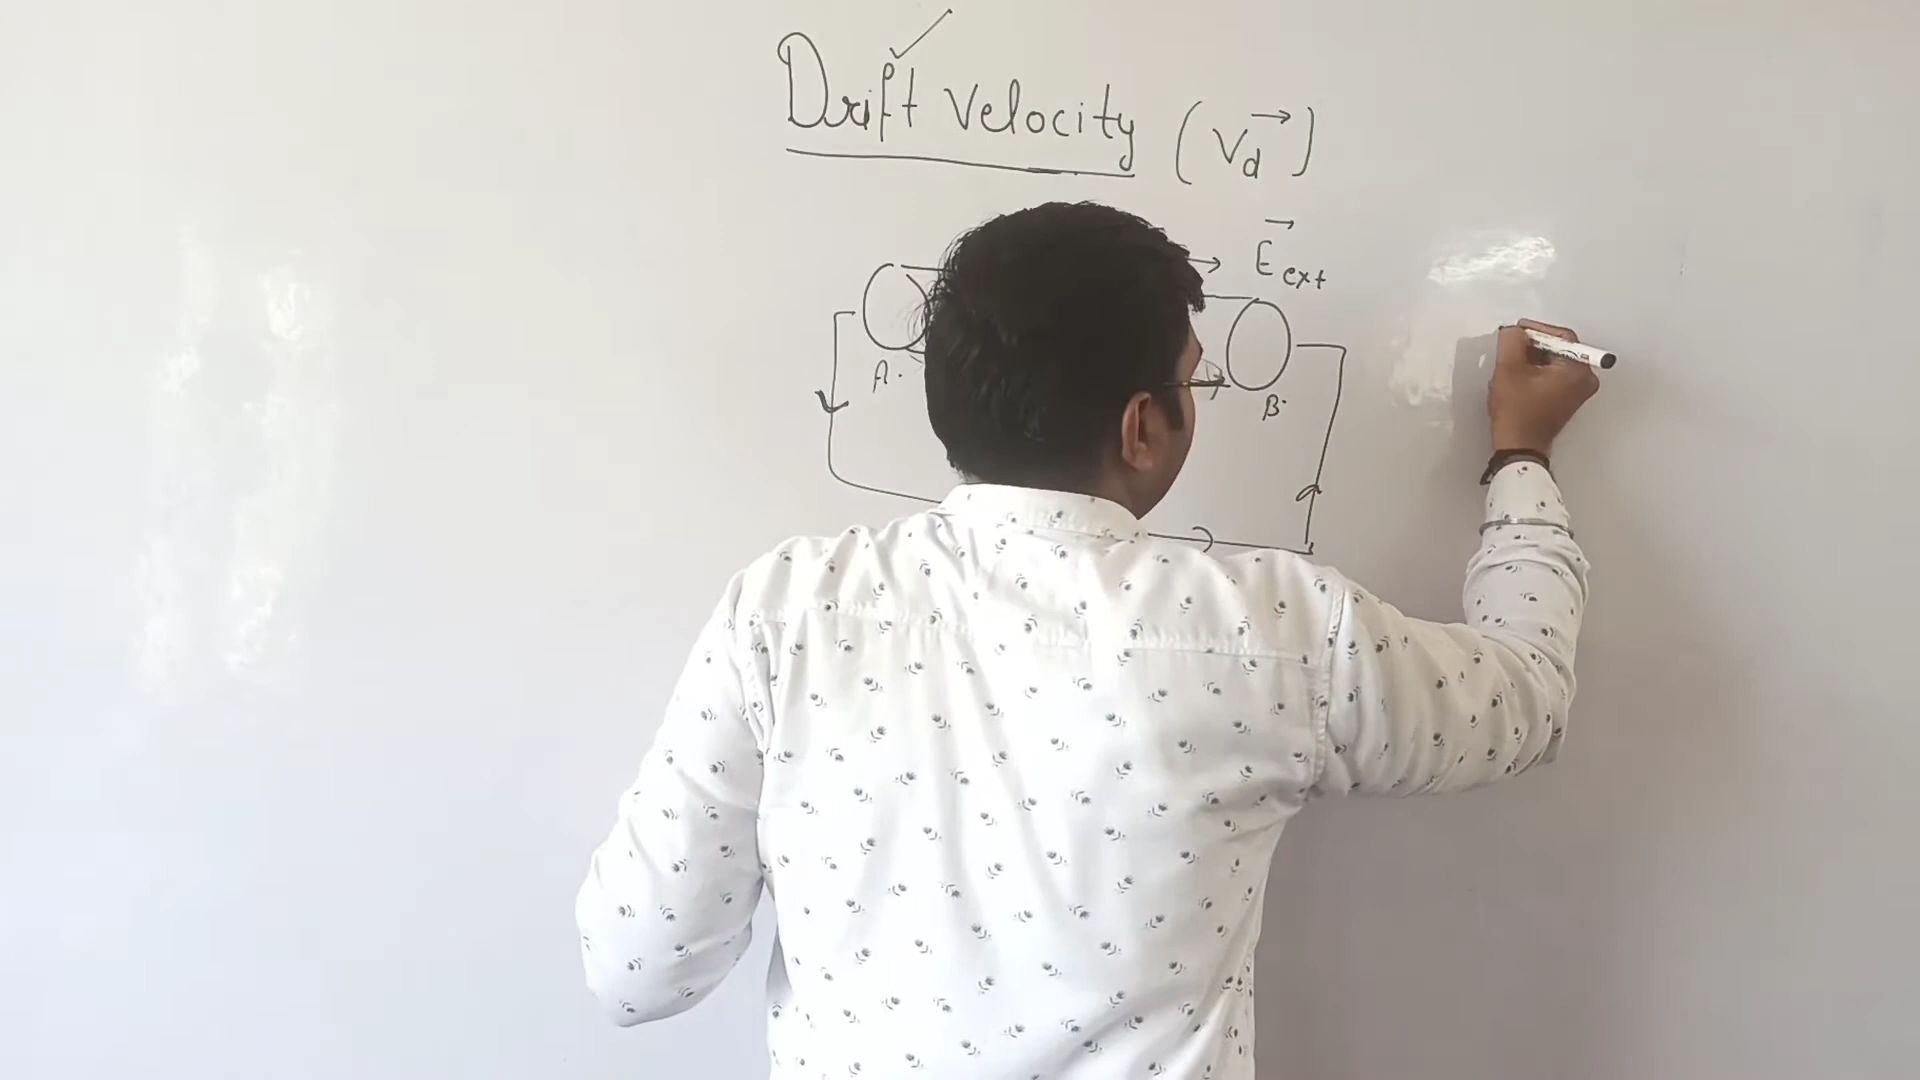 Drift Velocity (V⃗d)
E⃗ext
A.
B.